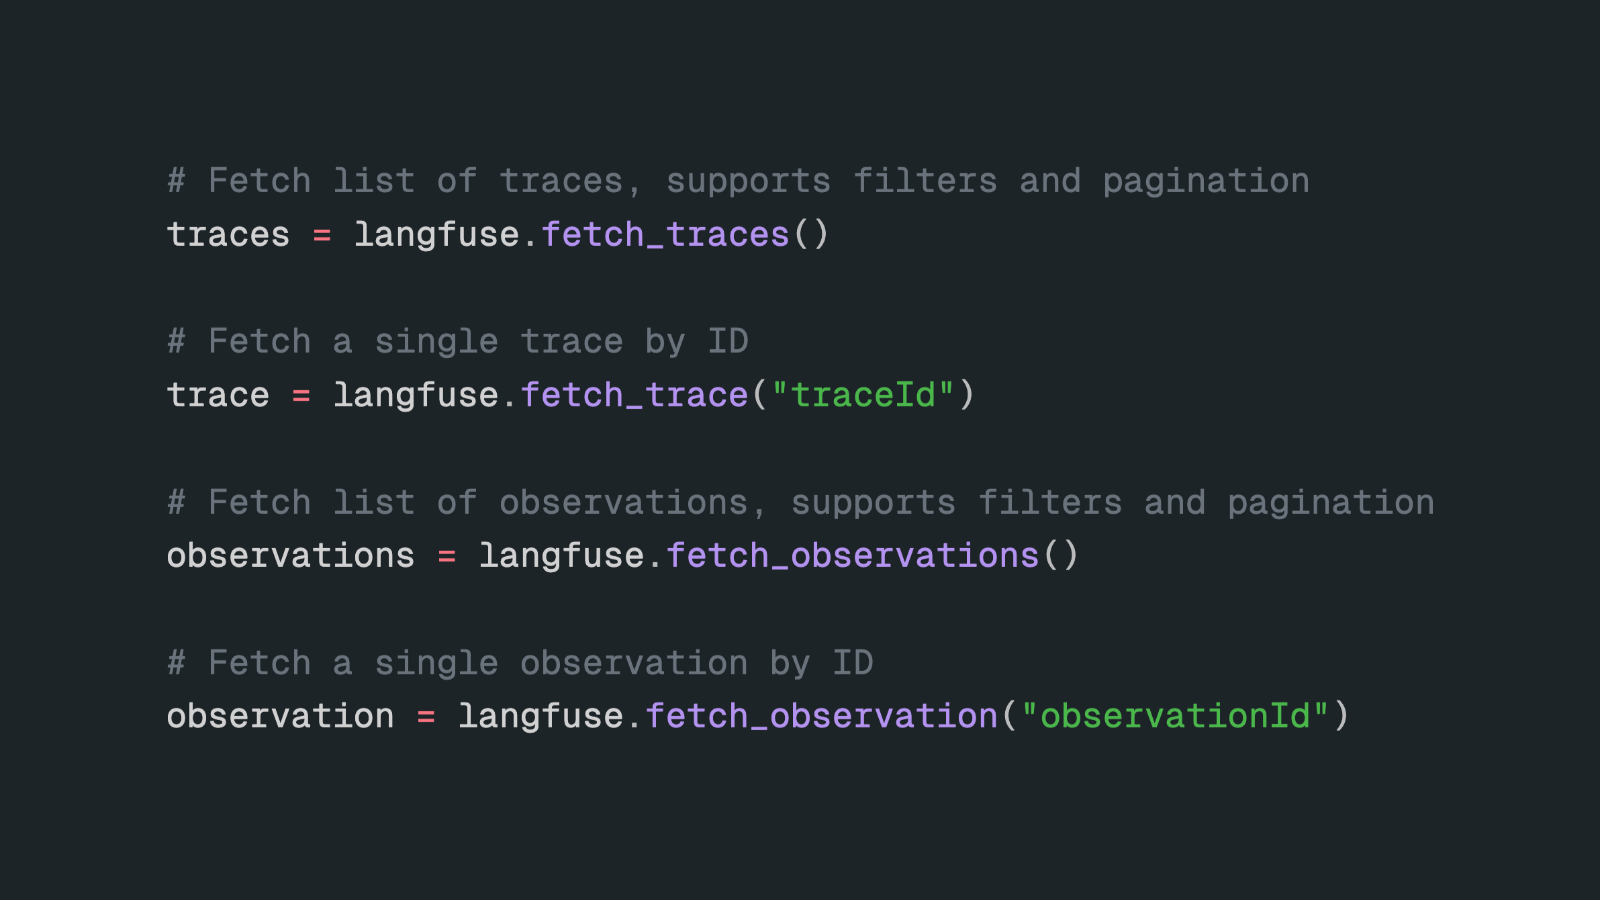 # Fetch list of traces, supports filters and pagination
traces = langfuse.fetch_traces()
# Fetch a single trace by ID
trace = langfuse.fetch_trace("traceId")
# Fetch list of observations, supports filters and pagination
observations = langfuse.fetch_observations()
# Fetch a single observation by ID
observation = langfuse.fetch_observation("observationId")